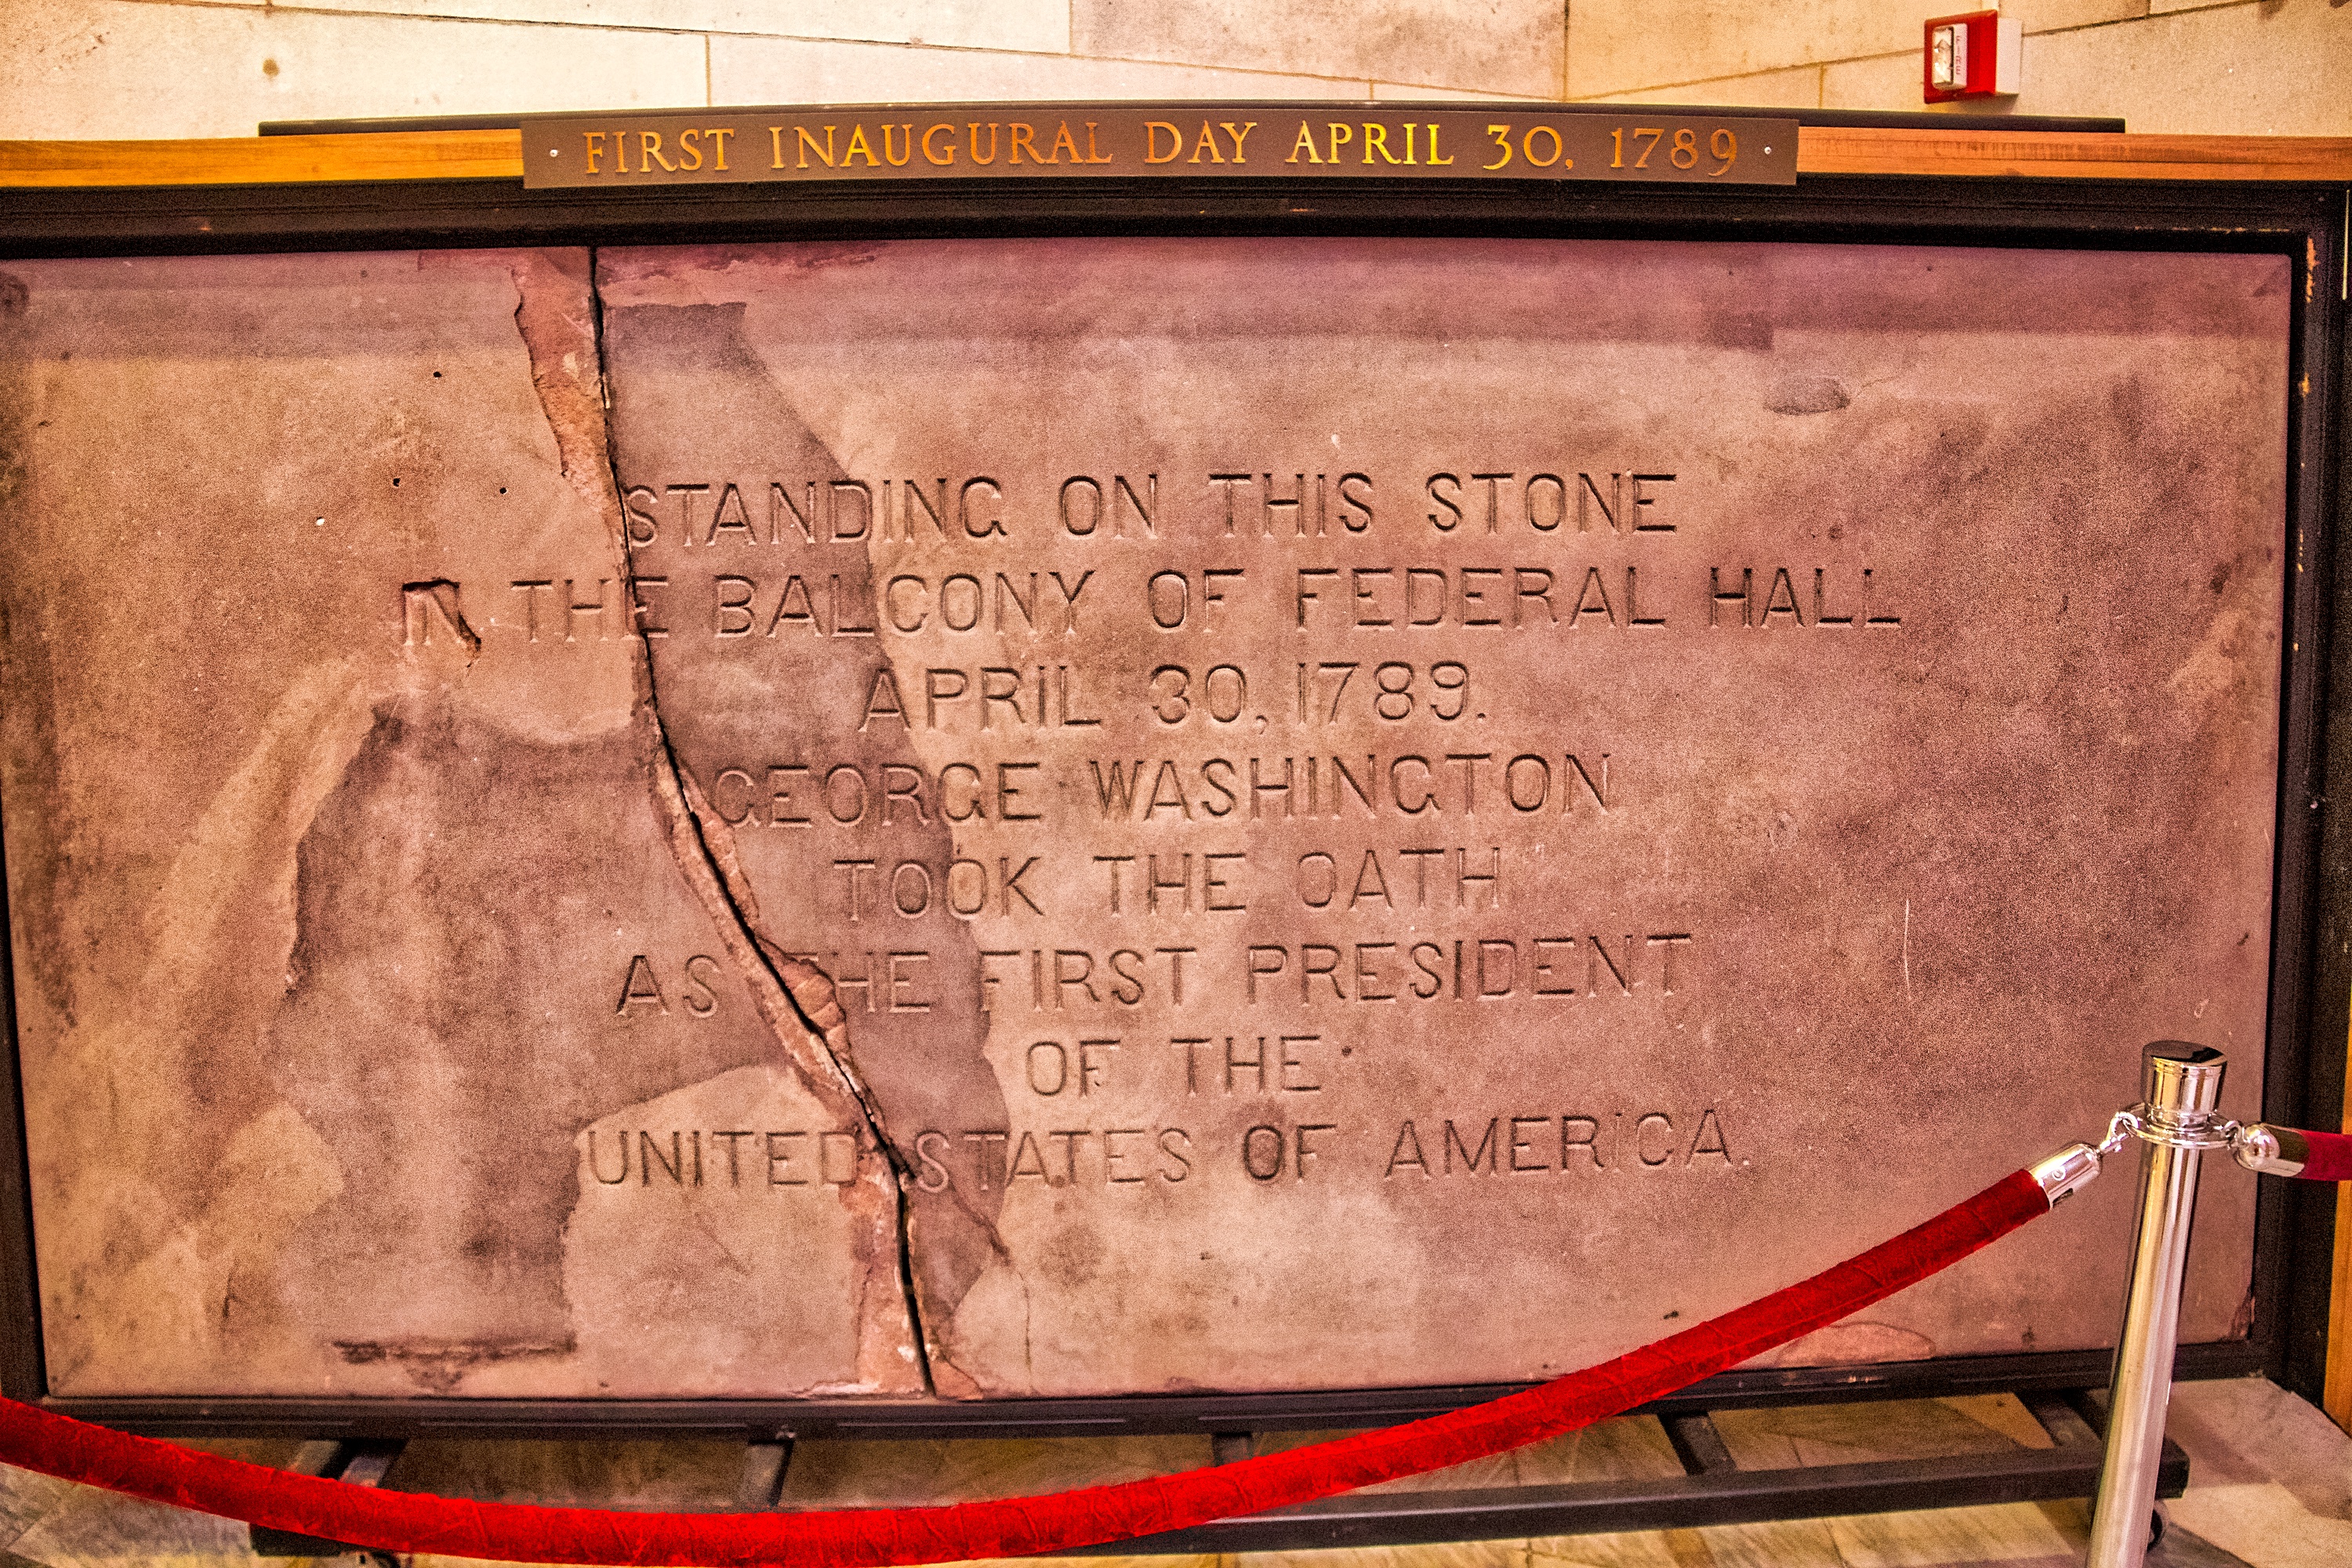 FIRST INAUGURAL DAY APRIL 30, 1789
FIRE
STANDING ON THIS STONE
IN THE BALCONY OF FEDERAL HALL
APRIL 30, 1789.
GEORGE WASHINGTON
TOOK THE OATH
AS THE FIRST PRESIDENT
OF THE
UNITED STATES OF AMERICA.